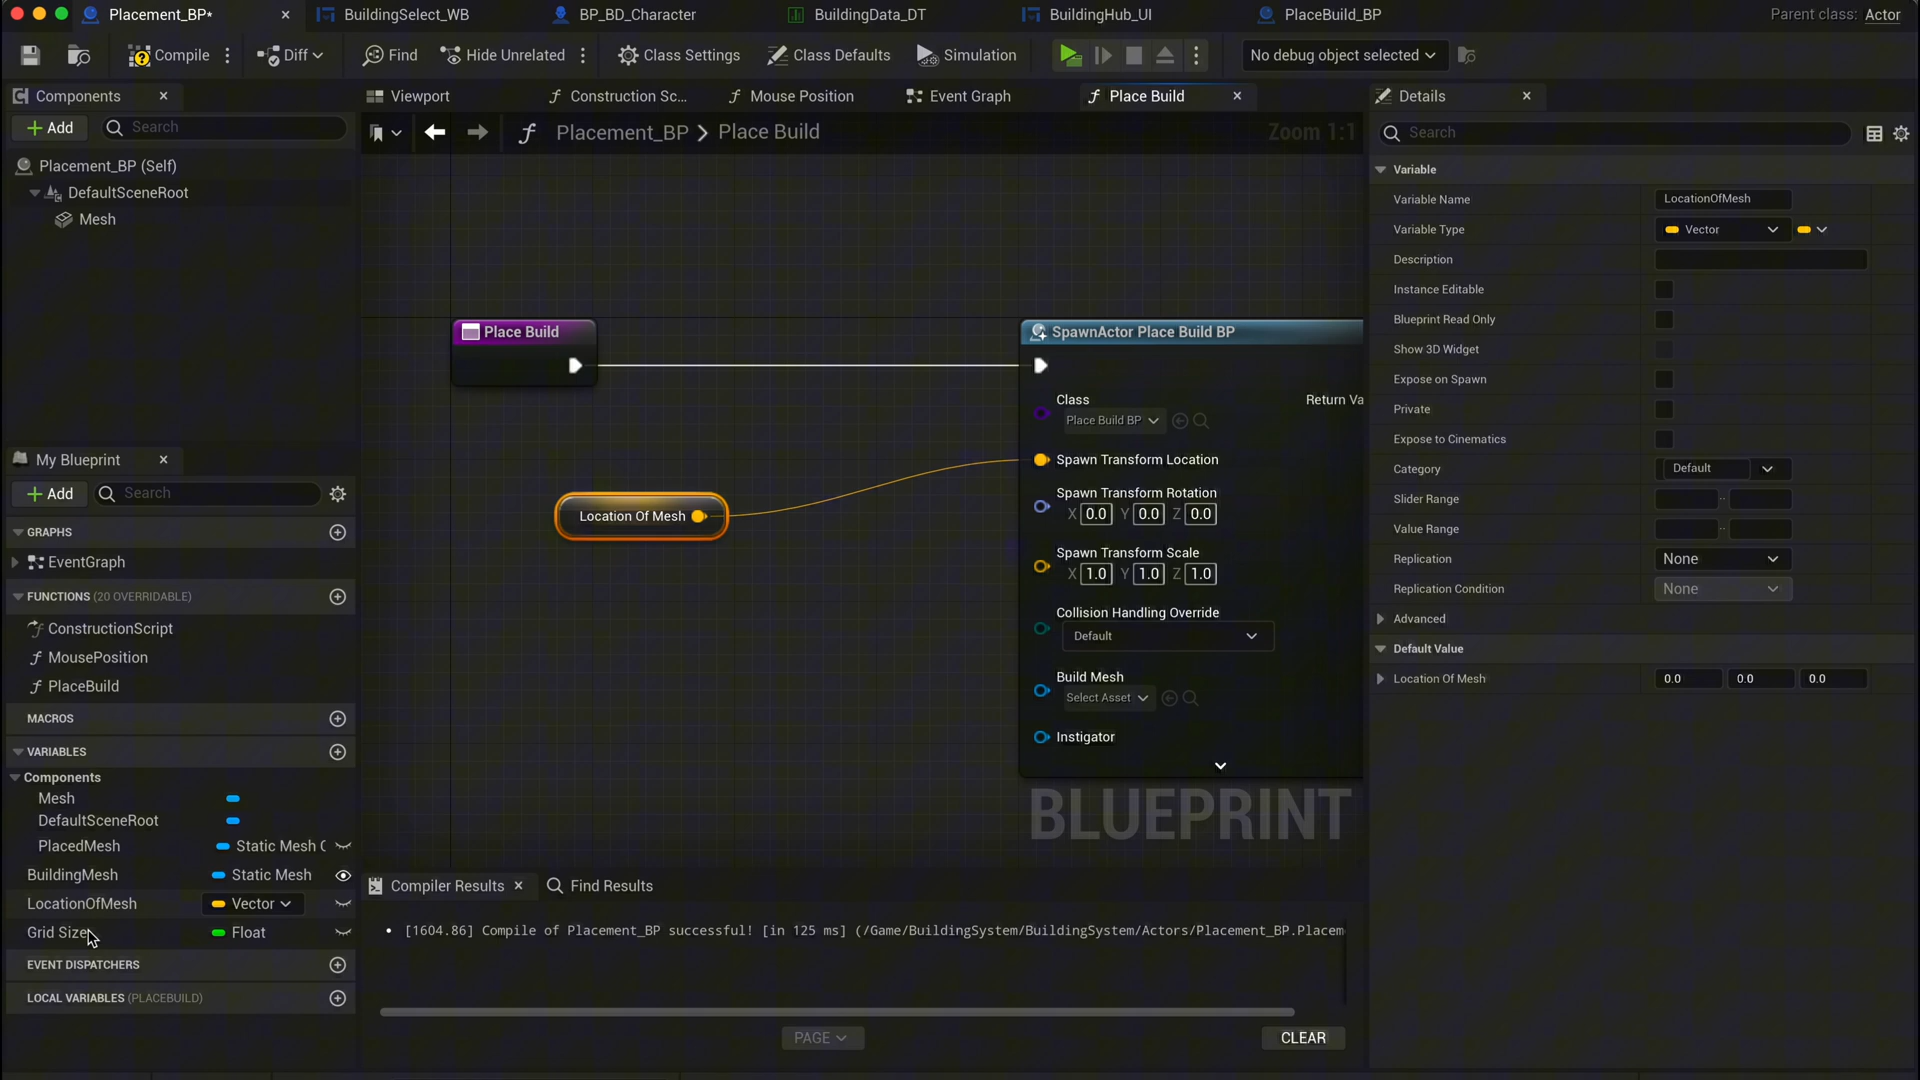 Placement_BP*
BuildingSelect_WB
BP_BD_Character
BuildingData_DT
BuildingHub_UI
PlaceBuild_BP
Parent class: Actor
Compile
Diff
Find
Hide Unrelated
Class Settings
Class Defaults
Simulation
No debug object selected
Components
+ Add
Search
Placement_BP (Self)
DefaultSceneRoot
Mesh
Viewport
Construction Sc...
Mouse Position
Event Graph
Place Build
Placement_BP > Place Build
Zoom 1:1
Place Build
Location Of Mesh
SpawnActor Place Build BP
Class
Return Va
Place Build BP
Spawn Transform Location
Spawn Transform Rotation
X 0.0 Y 0.0 Z 0.0
Spawn Transform Scale
X 1.0 Y 1.0 Z 1.0
Collision Handling Override
Default
Build Mesh
Select Asset
Instigator
BLUEPRINT
My Blueprint
+ Add
Search
GRAPHS
EventGraph
FUNCTIONS (20 OVERRIDABLE)
ConstructionScript
MousePosition
PlaceBuild
MACROS
VARIABLES
Components
Mesh
DefaultSceneRoot
PlacedMesh Static Mesh C
BuildingMesh Static Mesh
LocationOfMesh Vector
Grid Size Float
EVENT DISPATCHERS
LOCAL VARIABLES (PLACEBUILD)
Compiler Results
Find Results
[1604.86] Compile of Placement_BP successful! [in 125 ms] (/Game/BuildingSystem/BuildingSystem/Actors/Placement_BP.Placem
PAGE
CLEAR
Details
Search
Variable
Variable Name LocationOfMesh
Variable Type Vector
Description
Instance Editable
Blueprint Read Only
Show 3D Widget
Expose on Spawn
Private
Expose to Cinematics
Category Default
Slider Range
Value Range
Replication None
Replication Condition None
Advanced
Default Value
Location Of Mesh 0.0 0.0 0.0